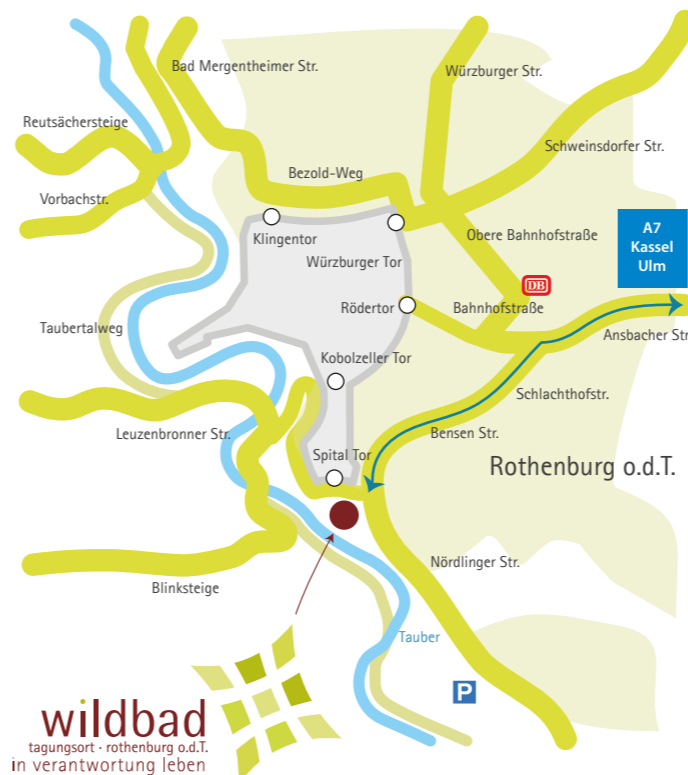 Bad Mergentheimer Str.
Würzburger Str.
Reutsächersteige
Schweinsdorfer Str.
Bezold-Weg
Vorbachstr.
Klingentor
Obere Bahnhofstraße
A7
Kassel
Ulm
Würzburger Tor
DB
Rödertor
Bahnhofstraße
Taubertalweg
Ansbacher Str.
Kobolzeller Tor
Schlachthofstr.
Leuzenbronner Str.
Bensen Str.
Spital Tor
Rothenburg o.d.T.
Nördlinger Str.
Blinksteige
Tauber
P
wildbad
tagungsort · rothenburg o.d.T.
in verantwortung leben